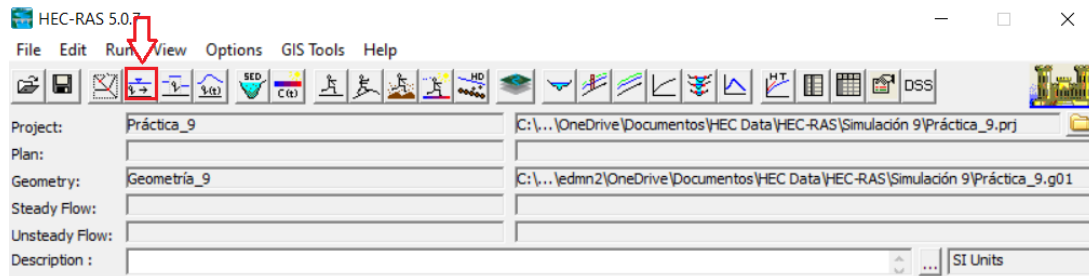 HEC-RAS 5.0.7
File Edit Run View Options GIS Tools Help
SED C(t) HD HT DSS
Project: Práctica_9 C:\...\OneDrive\Documentos\HEC Data\HEC-RAS\Simulación 9\Práctica_9.prj
Plan:
Geometry: Geometría_9 C:\...\edmn2\OneDrive\Documentos\HEC Data\HEC-RAS\Simulación 9\Práctica_9.g01
Steady Flow:
Unsteady Flow:
Description : ... SI Units